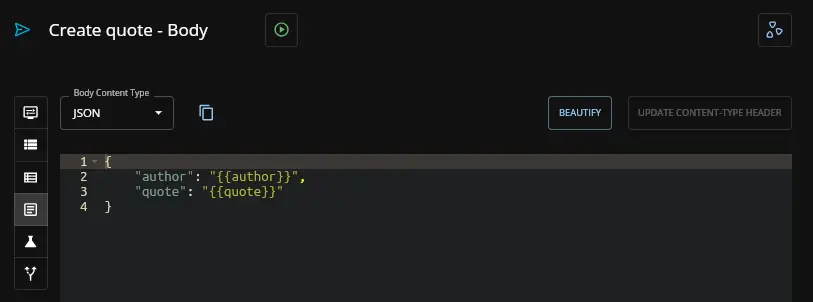 Create quote - Body
Body Content Type
JSON
BEAUTIFY
UPDATE CONTENT-TYPE HEADER
1 {
2     "author": "{{author}}",
3     "quote": "{{quote}}"
4 }